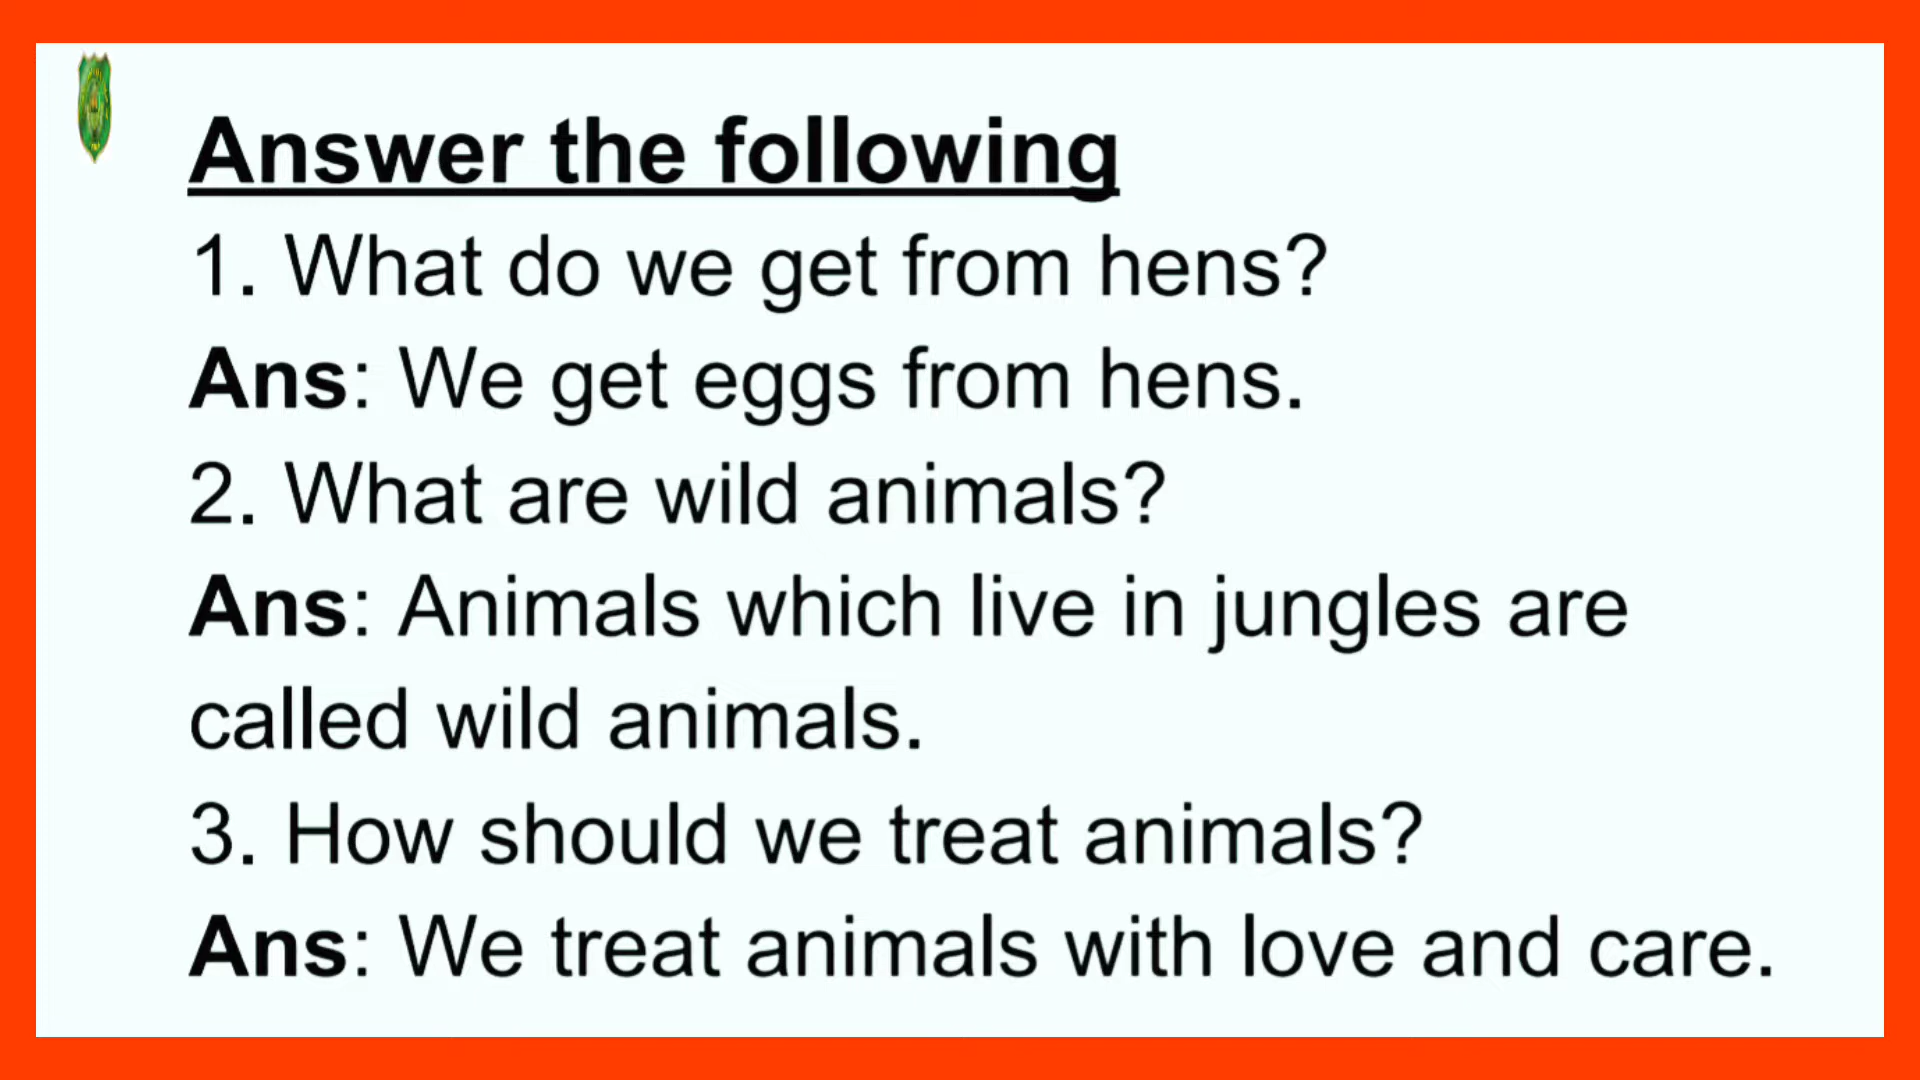 Answer the following
1. What do we get from hens?
Ans: We get eggs from hens.
2. What are wild animals?
Ans: Animals which live in jungles are
called wild animals.
3. How should we treat animals?
Ans: We treat animals with love and care.